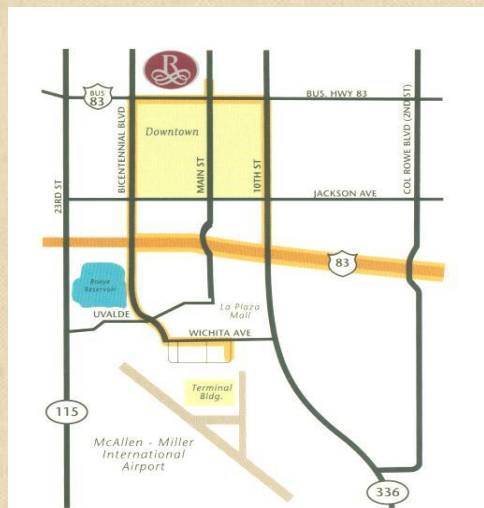 R
BUS
83
BUS. HWY 83
BICENTENNIAL BLVD
Downtown
MAIN ST
10TH ST
COL ROWE BLVD (2ND ST)
23RD ST
JACKSON AVE
83
Reservoir
La Plaza
Mall
UVALDE
WICHITA AVE
Terminal
Bldg.
115
McAllen - Miller
International
Airport
336